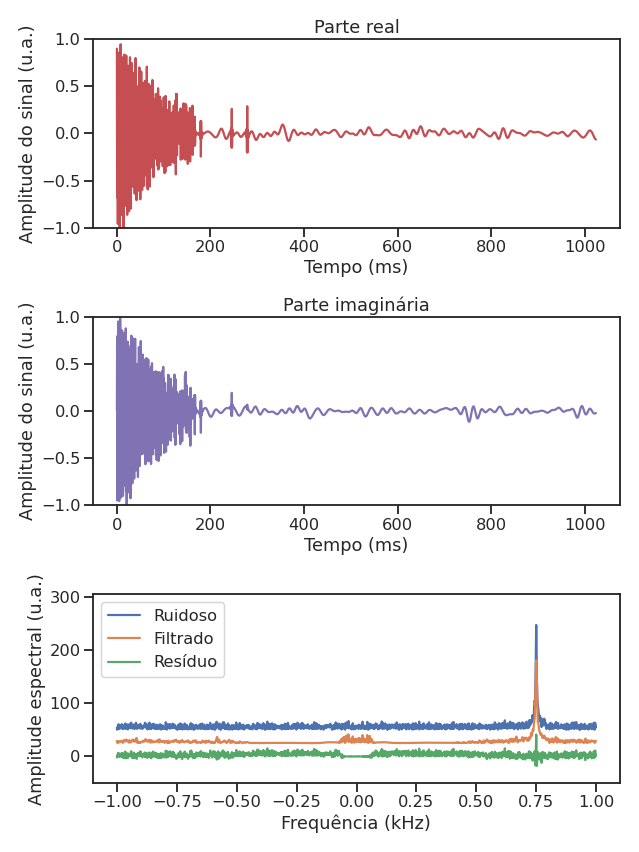 Parte real
Amplitude do sinal (u.a.)
1.0
0.5
0.0
−0.5
−1.0
0 200 400 600 800 1000
Tempo (ms)
Parte imaginária
Amplitude do sinal (u.a.)
1.0
0.5
0.0
−0.5
−1.0
0 200 400 600 800 1000
Tempo (ms)
Amplitude espectral (u.a.)
300
200
100
0
Ruidoso
Filtrado
Resíduo
−1.00 −0.75 −0.50 −0.25 0.00 0.25 0.50 0.75 1.00
Frequência (kHz)